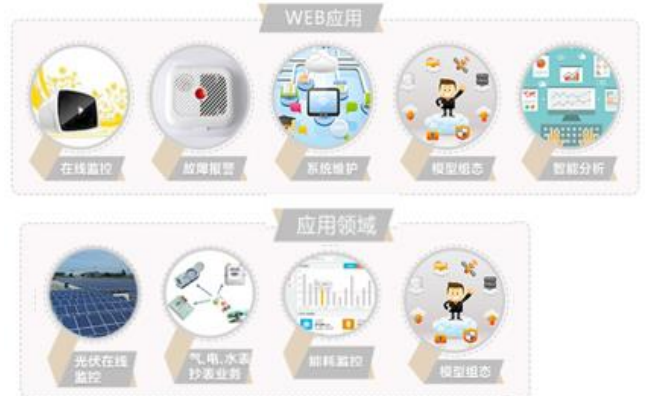 WEB应用
在线监控
故障报警
系统维护
模型组态
智能分析
应用领域
光伏在线
监控
气、电、水表
抄表业务
能耗监控
模型组态